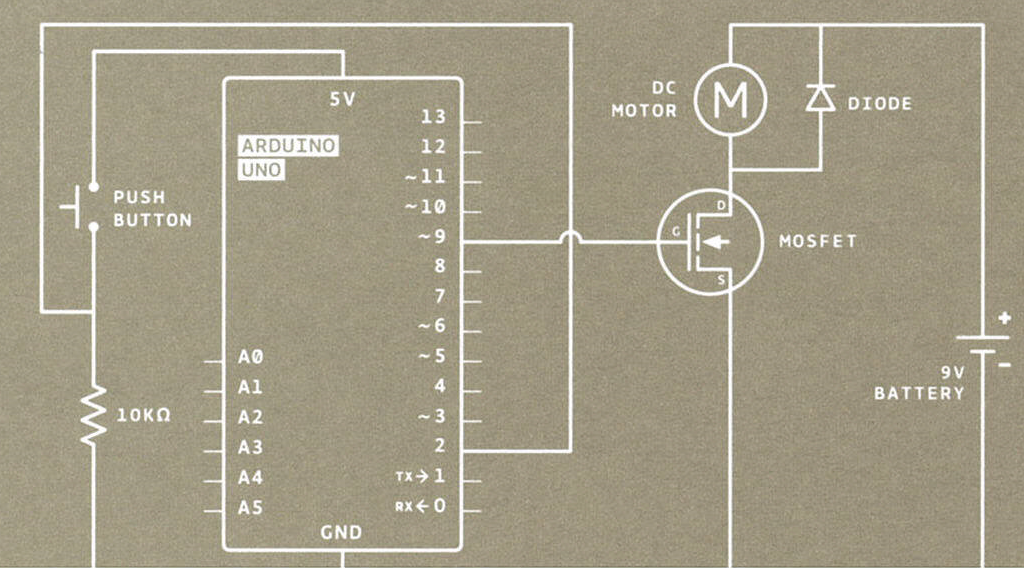 5V
ARDUINO
UNO
13
12
~11
~10
~9
8
7
~6
~5
4
~3
2
TX→1
RX←0
A0
A1
A2
A3
A4
A5
GND
PUSH
BUTTON
10KΩ
DC
MOTOR
M
DIODE
D
G
S
MOSFET
+
-
9V
BATTERY